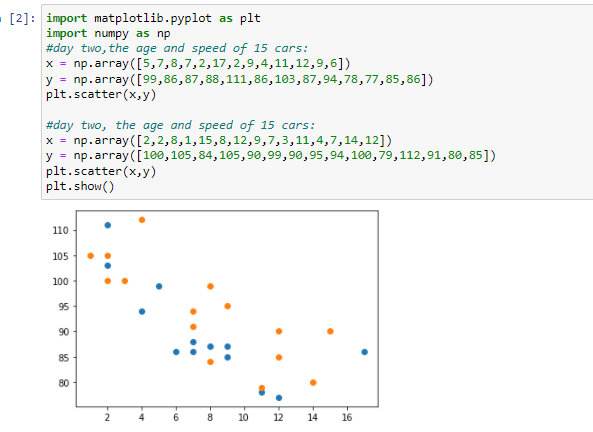 [2]:
import matplotlib.pyplot as plt
import numpy as np
#day two,the age and speed of 15 cars:
x = np.array([5,7,8,7,2,17,2,9,4,11,12,9,6])
y = np.array([99,86,87,88,111,86,103,87,94,78,77,85,86])
plt.scatter(x,y)
#day two, the age and speed of 15 cars:
x = np.array([2,2,8,1,15,8,12,9,7,3,11,4,7,14,12])
y = np.array([100,105,84,105,90,99,90,95,94,100,79,112,91,80,85])
plt.scatter(x,y)
plt.show()
110
105
100
95
90
85
80
2 4 6 8 10 12 14 16